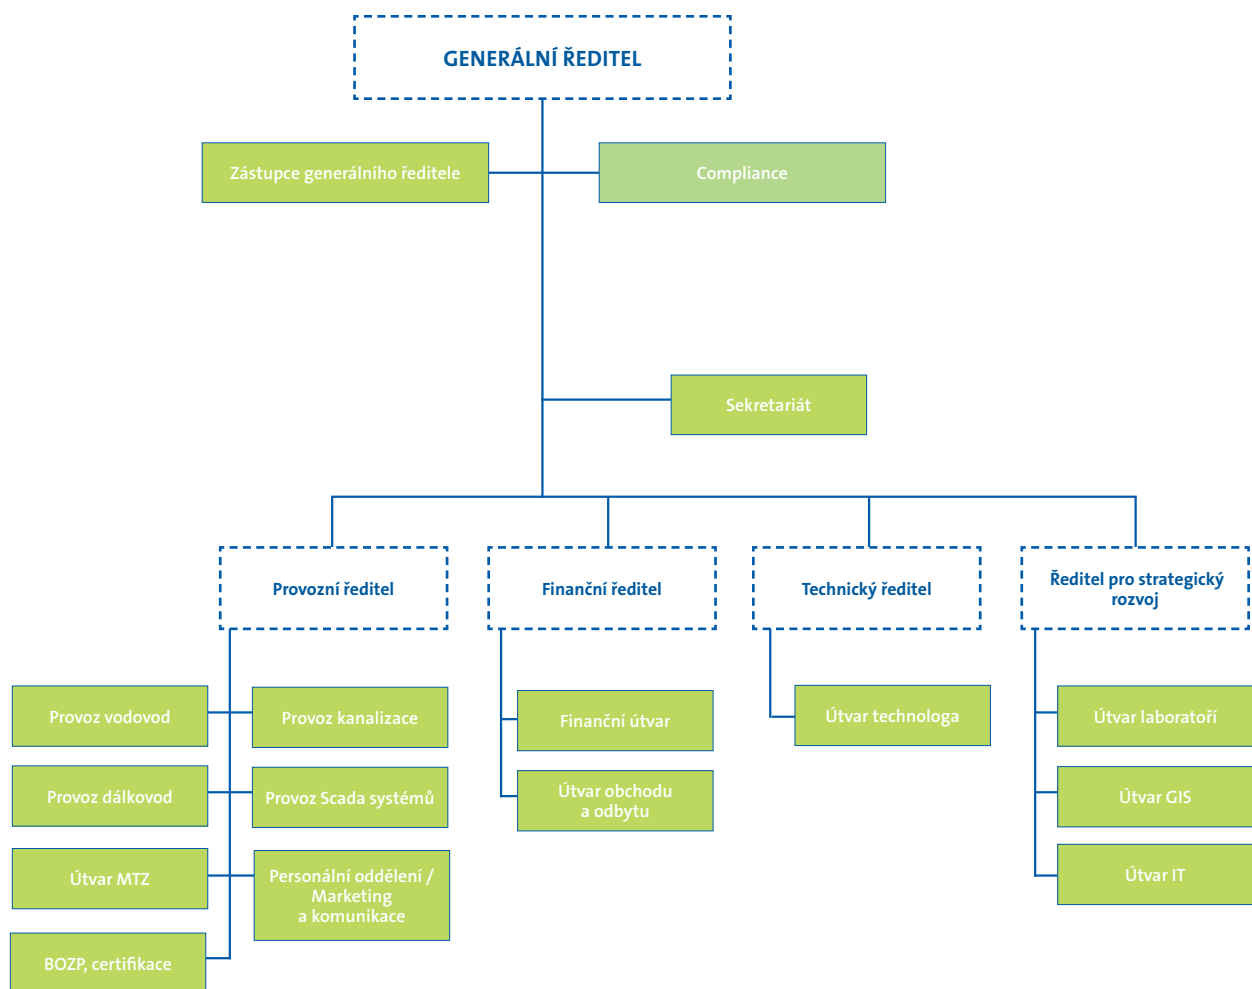 GENERÁLNÍ ŘEDITEL
Zástupce generálního ředitele
Compliance
Sekretariát
Provozní ředitel
Finanční ředitel
Technický ředitel
Ředitel pro strategický
rozvoj
Provoz vodovod
Provoz kanalizace
Finanční útvar
Útvar technologa
Útvar laboratoří
Provoz dálkovod
Provoz Scada systémů
Útvar obchodu
a odbytu
Útvar GIS
Útvar MTZ
Personální oddělení /
Marketing
a komunikace
Útvar IT
BOZP, certifikace